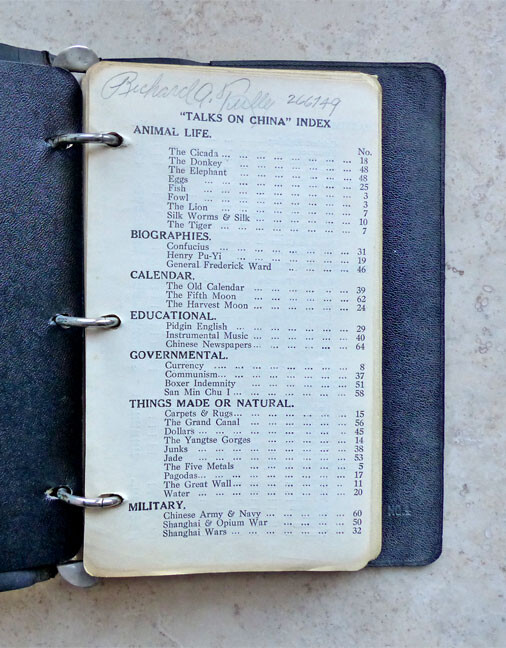 Richard A. 266149
"TALKS ON CHINA" INDEX
ANIMAL LIFE.
No.
The Cicada ... ... ... ... ... ... ... ... 18
The Donkey ... ... ... ... ... ... ... 48
The Elephant ... ... ... ... ... ... ... 48
Eggs ... ... ... ... ... ... ... ... 25
Fish ... ... ... ... ... ... ... ... 3
Fowl ... ... ... ... ... ... ... ... 3
The Lion ... ... ... ... ... ... ... ... 7
Silk Worms & Silk ... ... ... ... ... ... 10
The Tiger ... ... ... ... ... ... ... ... 7
BIOGRAPHIES.
Confucius ... ... ... ... ... ... ... ... 31
Henry Pu-Yi ... ... ... ... ... ... ... 19
General Frederick Ward ... ... ... ... ... 46
CALENDAR.
The Old Calendar ... ... ... ... ... ... 39
The Fifth Moon ... ... ... ... ... ... 62
The Harvest Moon ... ... ... ... ... ... 24
EDUCATIONAL.
Pidgin English ... ... ... ... ... ... ... 29
Instrumental Music ... ... ... ... ... ... 40
Chinese Newspapers ... ... ... ... ... ... 64
GOVERNMENTAL.
Currency ... ... ... ... ... ... ... ... 8
Communism... ... ... ... ... ... ... ... 37
Boxer Indemnity ... ... ... ... ... ... 51
San Min Chu I ... ... ... ... ... ... ... 58
THINGS MADE OR NATURAL.
Carpets & Rugs... ... ... ... ... ... ... 15
The Grand Canal ... ... ... ... ... ... 56
Dollars ... ... ... ... ... ... ... ... 45
The Yangtse Gorges ... ... ... ... ... ... 14
Junks ... ... ... ... ... ... ... ... 38
Jade ... ... ... ... ... ... ... ... 53
The Five Metals ... ... ... ... ... ... 5
Pagodas... ... ... ... ... ... ... ... 17
The Great Wall... ... ... ... ... ... ... 11
Water ... ... ... ... ... ... ... ... 20
MILITARY.
Chinese Army & Navy ... ... ... ... ... 60
Shanghai & Opium War ... ... ... ... ... 50
Shanghai Wars ... ... ... ... ... ... ... 32